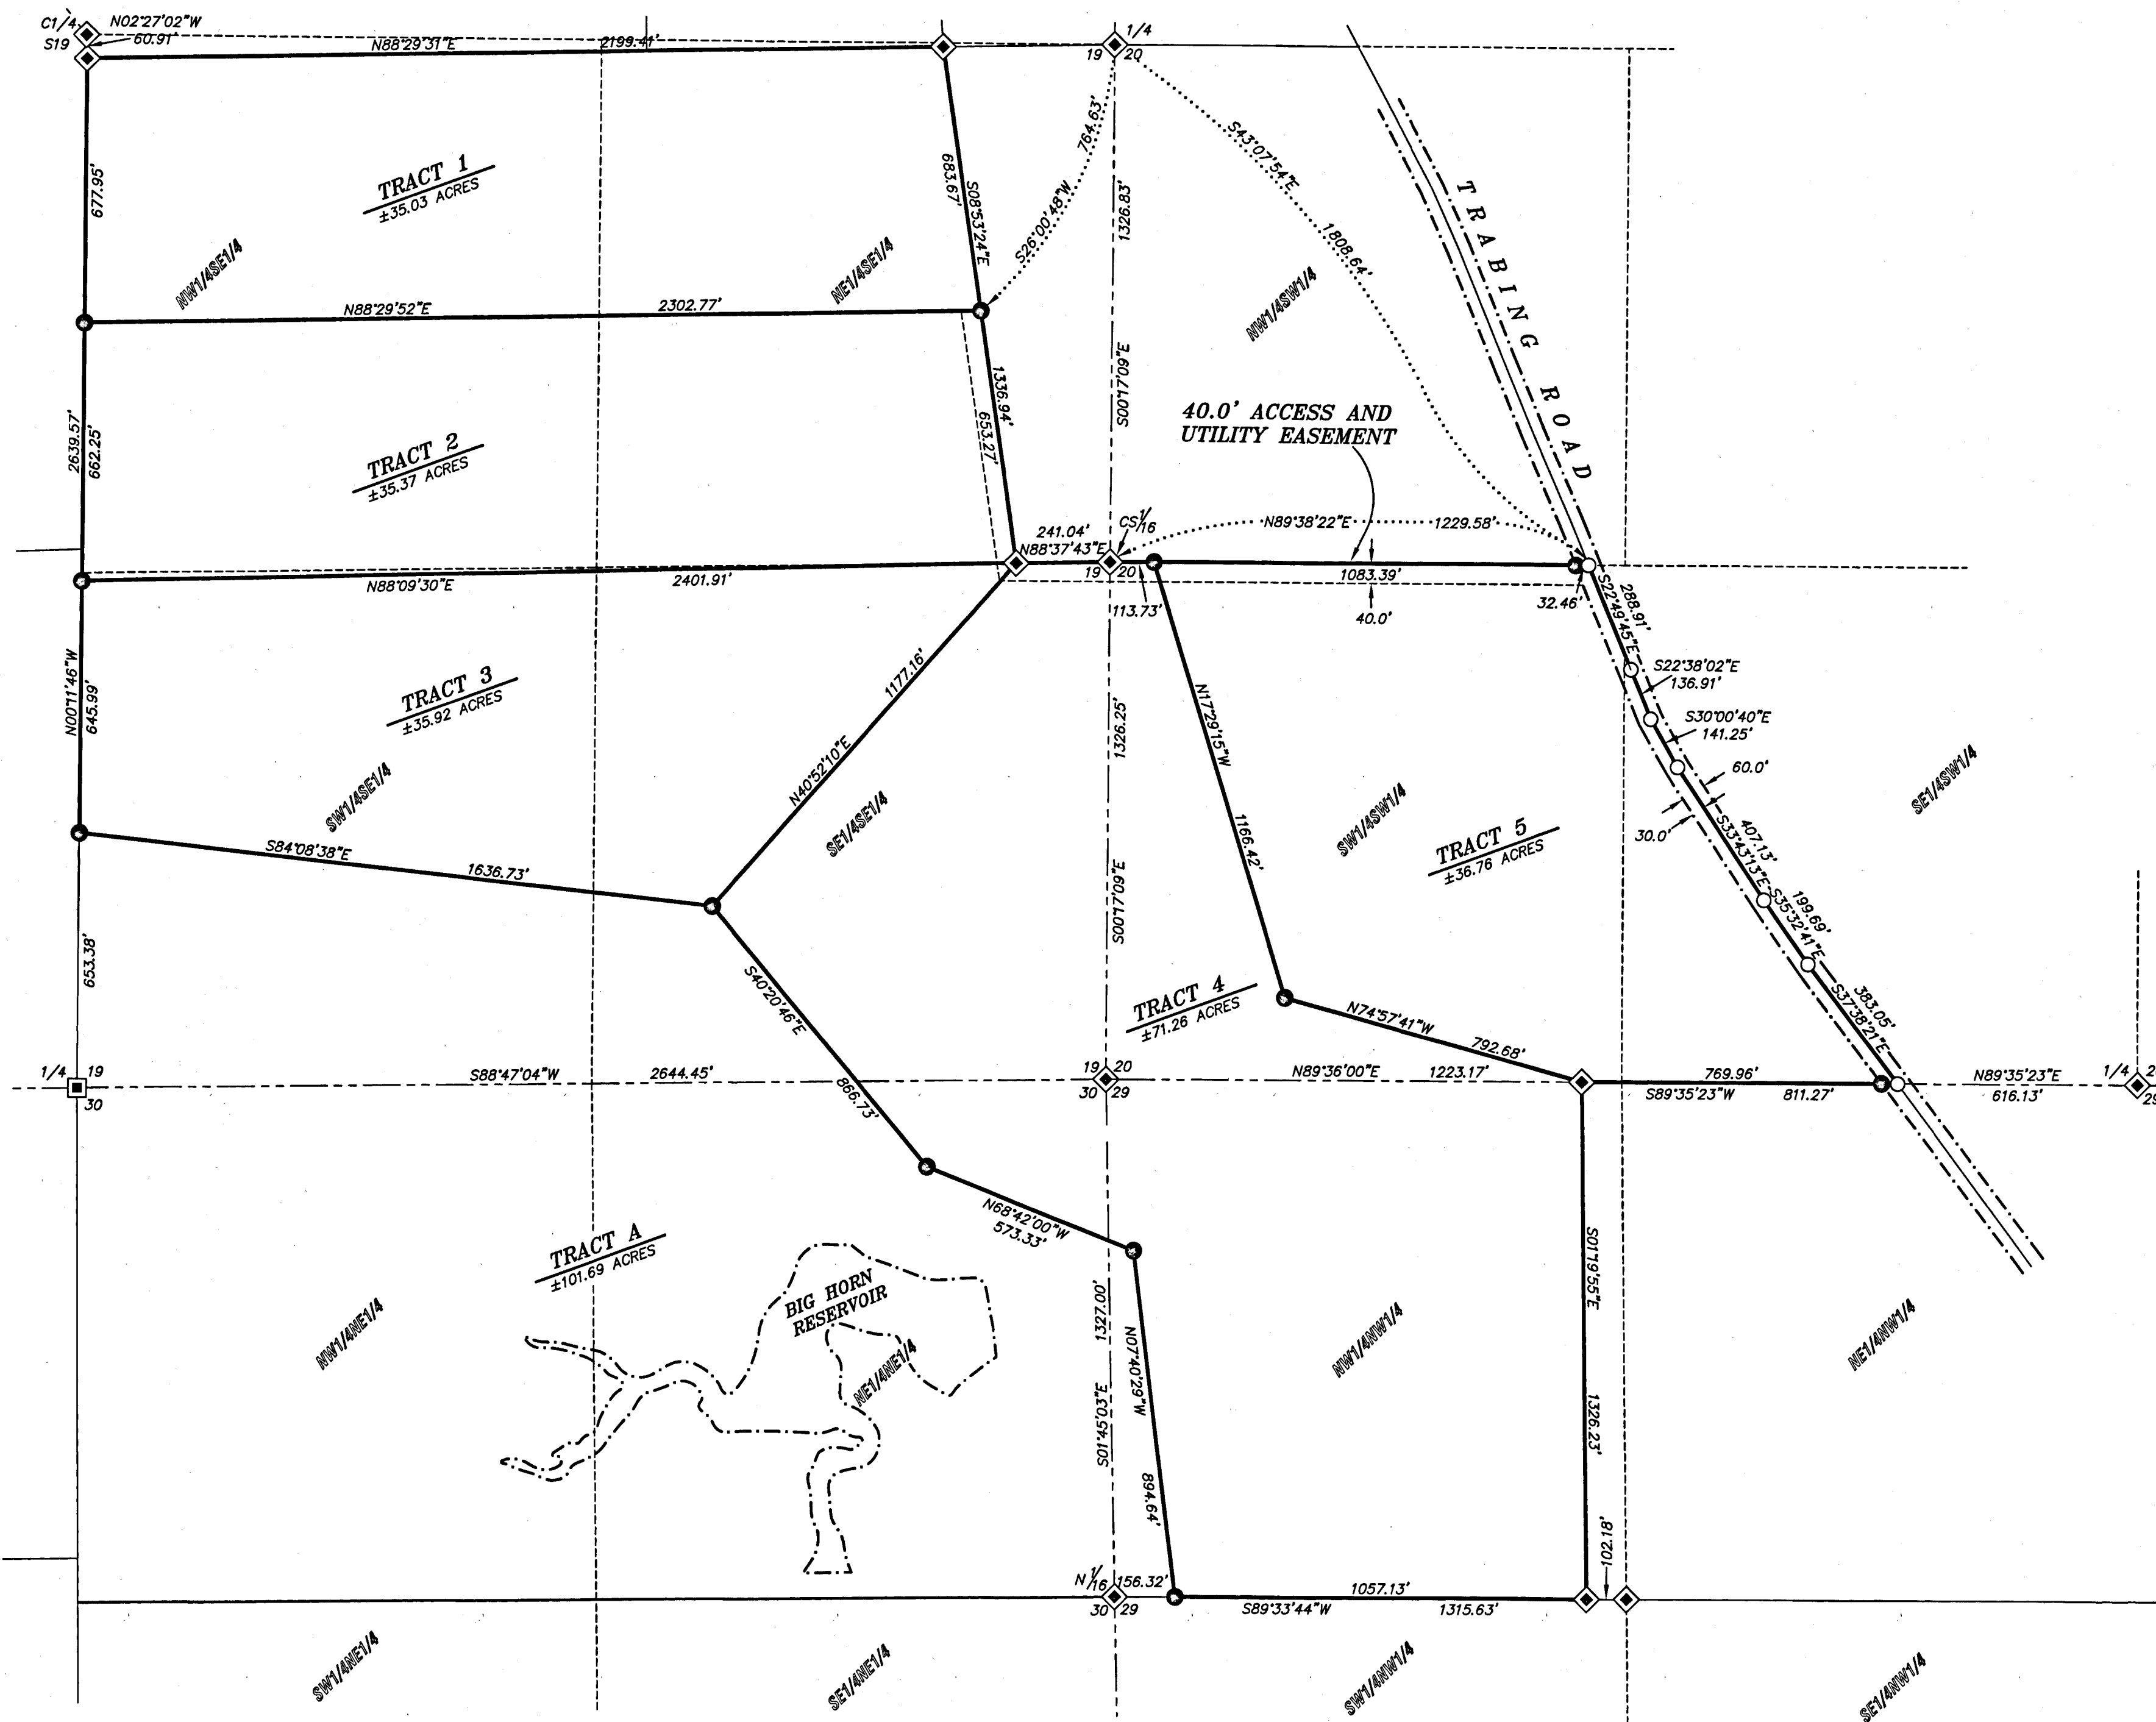 C1/4
S19
N02°27'02"W
60.91'
N88°29'31"E
2199.41'
1/4
19 20
677.95'
TRACT 1
±35.03 ACRES
NW1/4SE1/4
NE1/4SE1/4
683.67'
S08°53'24"E
764.63'
S26°00'48"W
1326.83'
S00°17'09"E
S43°07'54"E
1808.64'
NW1/4SW1/4
TRABING ROAD
N88°29'52"E
2302.77'
2639.57'
662.25'
TRACT 2
±35.37 ACRES
1336.94'
653.27'
40.0' ACCESS AND
UTILITY EASEMENT
CS 1/16
N89°38'22"E
1229.58'
241.04'
N88°37'43"E
19 20
113.73'
1083.39'
40.0'
32.46'
N88°09'30"E
2401.91'
S22°49'45"E
288.91'
S22°38'02"E
136.91'
S30°00'40"E
141.25'
60.0'
30.0'
S33°43'13"E
407.13'
S35°32'41"E
199.69'
S37°38'21"E
383.05'
N00°11'46"W
645.99'
TRACT 3
±35.92 ACRES
SW1/4SE1/4
1177.16'
N40°52'10"E
SE1/4SE1/4
1326.25'
S00°17'09"E
N17°29'15"W
1166.42'
SW1/4SW1/4
SE1/4SW1/4
TRACT 5
±36.76 ACRES
S84°08'38"E
1636.73'
653.38'
S40°20'46"E
866.73'
TRACT 4
±71.26 ACRES
N74°57'41"W
792.68'
1/4
19
30
S88°47'04"W
2644.45'
19 20
30 29
N89°36'00"E
1223.17'
769.96'
S89°35'23"W
811.27'
N89°35'23"E
616.13'
1/4
2
29
N68°42'00"W
573.33'
TRACT A
±101.69 ACRES
BIG HORN
RESERVOIR
NW1/4NE1/4
NE1/4NE1/4
1327.00'
S01°45'03"E
N07°40'29"W
894.64'
NW1/4NW1/4
S01°19'55"E
1326.23'
NE1/4NW1/4
102.18'
N 1/16
156.32'
30 29
1057.13'
S89°33'44"W
1315.63'
SW1/4NE1/4
SE1/4NE1/4
SW1/4NW1/4
SE1/4NW1/4